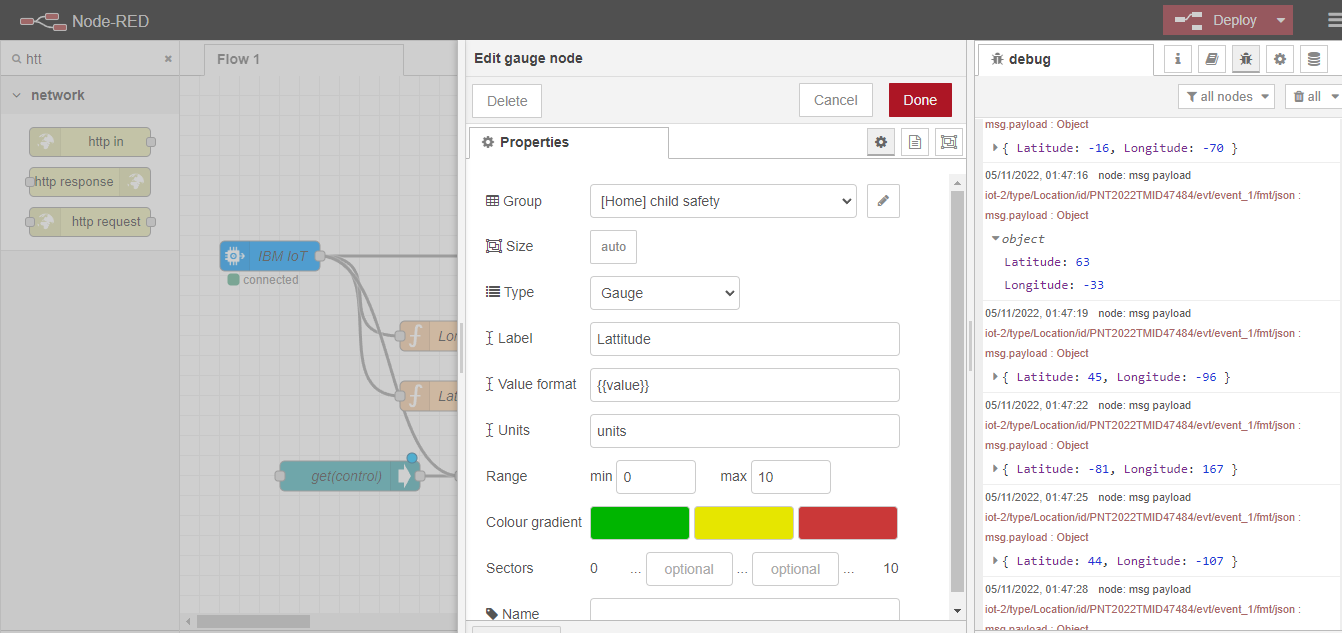 Node-RED
Deploy
htt
network
http in
http response
http request
Flow 1
IBM IoT
connected
Lor
Lat
get(control)
Edit gauge node
Delete
Cancel
Done
Properties
Group
[Home] child safety
Size
auto
Type
Gauge
Label
Lattitude
Value format
{{value}}
Units
units
Range
min
0
max
10
Colour gradient
Sectors
0
...
optional
...
optional
...
10
Name
debug
all nodes
all
msg.payload : Object
{ Latitude: -16, Longitude: -70 }
05/11/2022, 01:47:16 node: msg payload
iot-2/type/Location/id/PNT2022TMID47484/evt/event_1/fmt/json :
msg.payload : Object
object
Latitude: 63
Longitude: -33
05/11/2022, 01:47:19 node: msg payload
iot-2/type/Location/id/PNT2022TMID47484/evt/event_1/fmt/json :
msg.payload : Object
{ Latitude: 45, Longitude: -96 }
05/11/2022, 01:47:22 node: msg payload
iot-2/type/Location/id/PNT2022TMID47484/evt/event_1/fmt/json :
msg.payload : Object
{ Latitude: -81, Longitude: 167 }
05/11/2022, 01:47:25 node: msg payload
iot-2/type/Location/id/PNT2022TMID47484/evt/event_1/fmt/json :
msg.payload : Object
{ Latitude: 44, Longitude: -107 }
05/11/2022, 01:47:28 node: msg payload
iot-2/type/Location/id/PNT2022TMID47484/evt/event_1/fmt/json :
msg.payload : Object